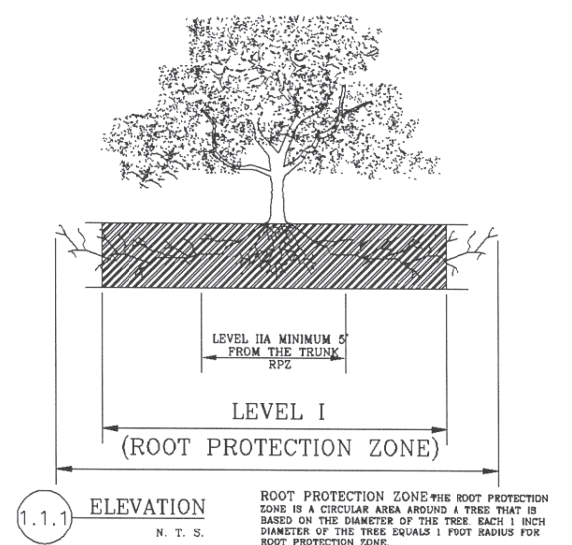 LEVEL IIA MINIMUM 5'
FROM THE TRUNK
RPZ
LEVEL I
(ROOT PROTECTION ZONE)
1.1.1
ELEVATION
N. T. S.
ROOT PROTECTION ZONE THE ROOT PROTECTION
ZONE IS A CIRCULAR AREA AROUND A TREE THAT IS
BASED ON THE DIAMETER OF THE TREE. EACH 1 INCH
DIAMETER OF THE TREE EQUALS 1 FOOT RADIUS FOR
ROOT PROTECTION ZONE.